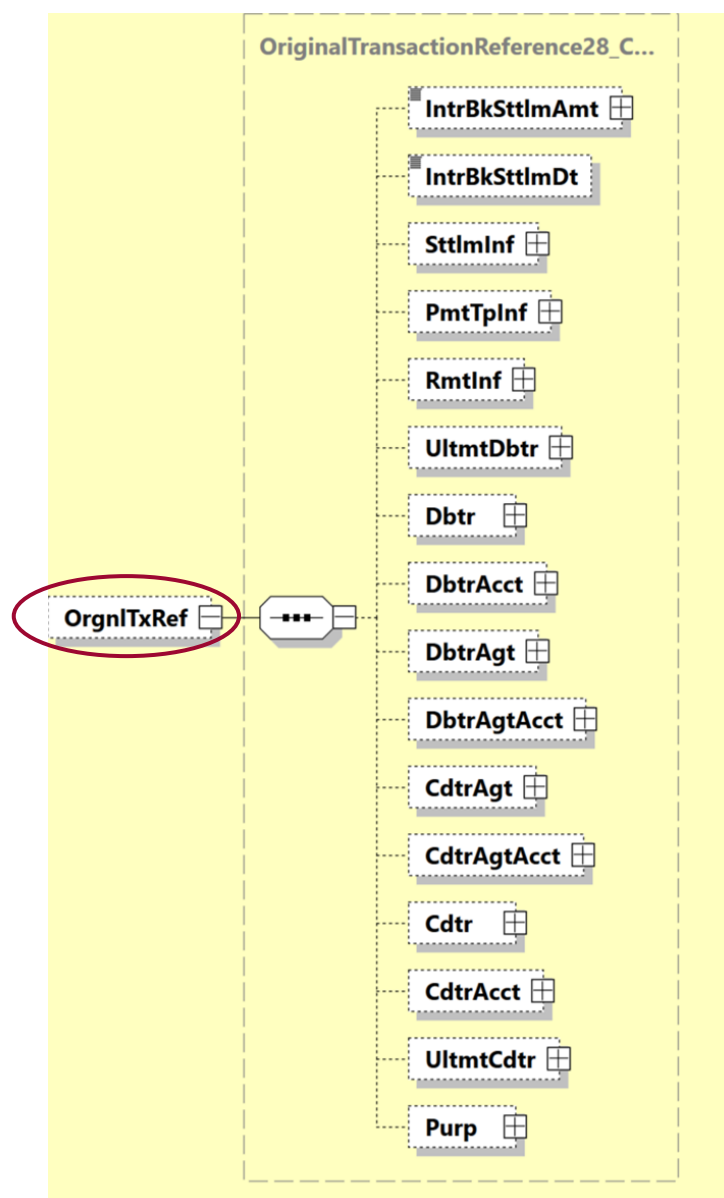 OriginalTransactionReference28_C...
IntrBkSttlmAmt
IntrBkSttlmDt
SttlmInf
PmtTpInf
RmtInf
UltmtDbtr
Dbtr
DbtrAcct
OrgnlTxRef
DbtrAgt
DbtrAgtAcct
CdtrAgt
CdtrAgtAcct
Cdtr
CdtrAcct
UltmtCdtr
Purp